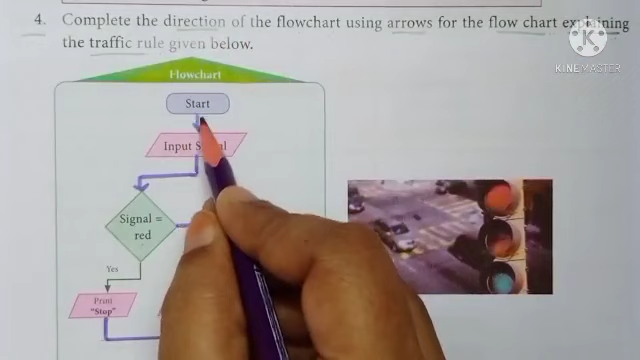 4. Complete the direction of the flowchart using arrows for the flow chart explaining
the traffic rule given below.
K
KINEMASTER
Flowchart
Start
Input
Signal =
red
Yes
Print
"Stop"